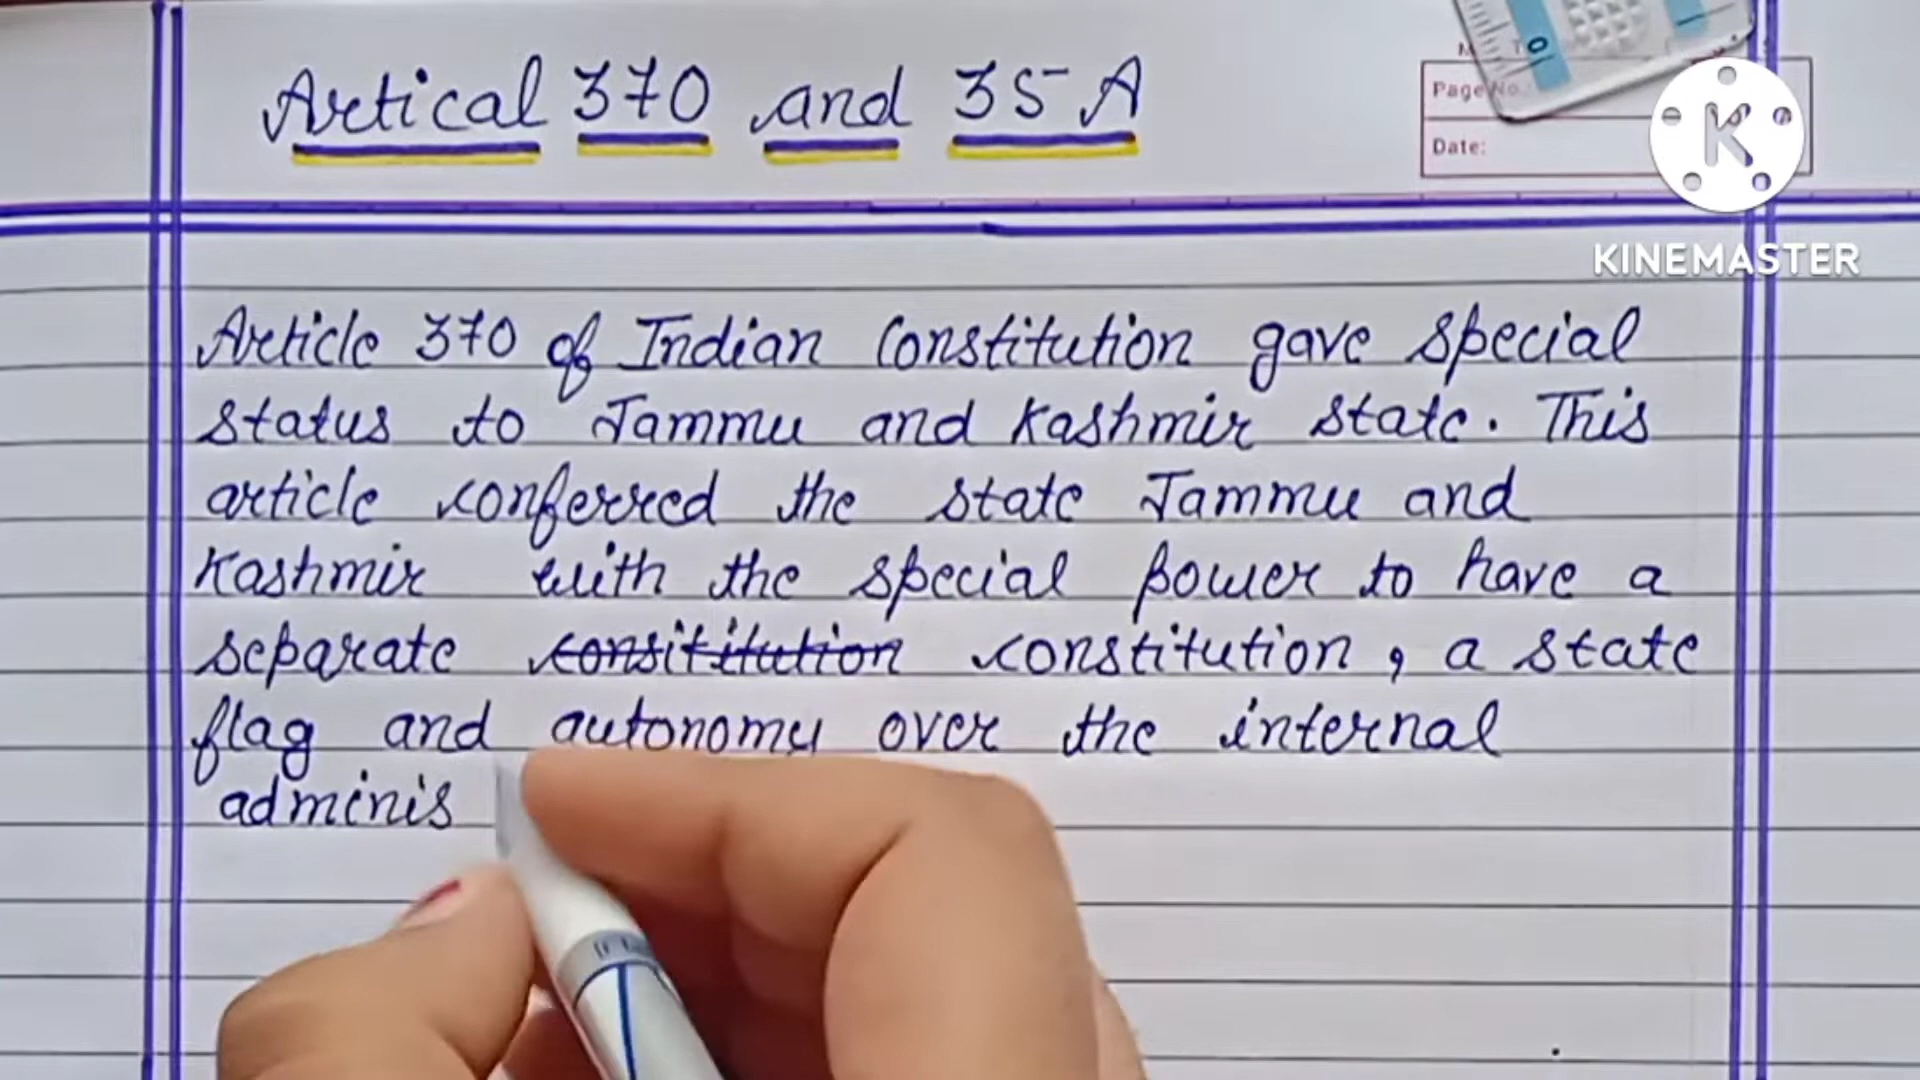 Artical 370 and 35-A
Page No.
Date:
KINEMASTER
Article 370 of Indian Constitution gave special
status to Jammu and Kashmir state. This
article conferred the state Jammu and
Kashmir with the special power to have a
separate consititution constitution, a state
flag and autonomy over the internal
adminis